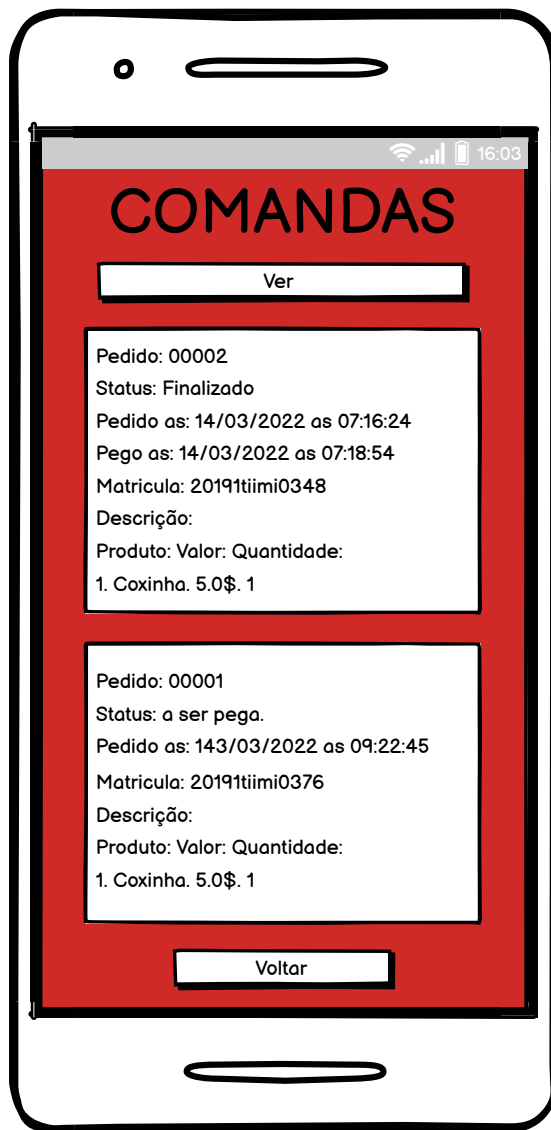 16:03
COMANDAS
Ver
Pedido: 00002
Status: Finalizado
Pedido as: 14/03/2022 as 07:16:24
Pego as: 14/03/2022 as 07:18:54
Matricula: 20191tiimi0348
Descrição:
Produto: Valor: Quantidade:
1. Coxinha. 5.0$. 1
Pedido: 00001
Status: a ser pega.
Pedido as: 143/03/2022 as 09:22:45
Matricula: 20191tiimi0376
Descrição:
Produto: Valor: Quantidade:
1. Coxinha. 5.0$. 1
Voltar